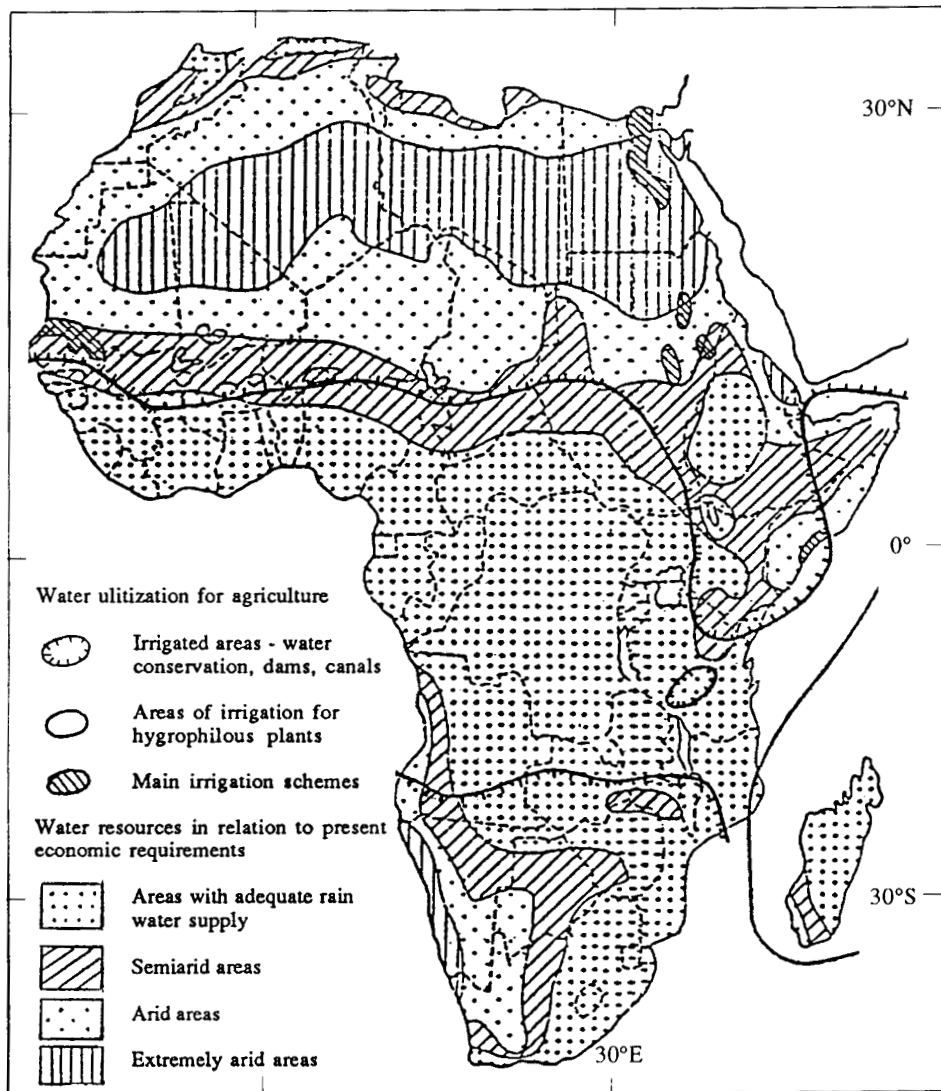 30°N
0°
Water ulitization for agriculture
Irrigated areas - water
conservation, dams, canals
Areas of irrigation for
hygrophilous plants
Main irrigation schemes
Water resources in relation to present
economic requirements
Areas with adequate rain
water supply
30°S
Semiarid areas
Arid areas
Extremely arid areas
30°E